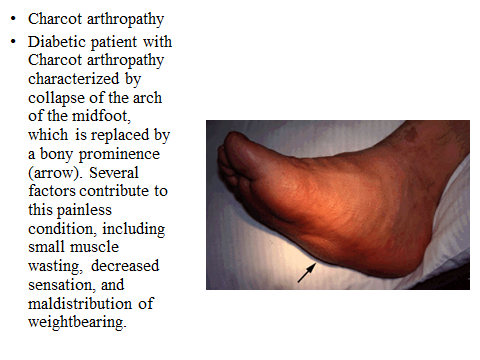 • Charcot arthropathy
• Diabetic patient with
Charcot arthropathy
characterized by
collapse of the arch
of the midfoot,
which is replaced by
a bony prominence
(arrow). Several
factors contribute to
this painless
condition, including
small muscle
wasting, decreased
sensation, and
maldistribution of
weightbearing.